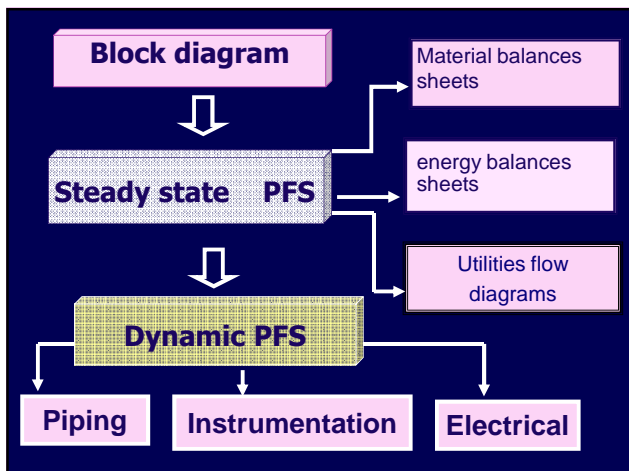 Block diagram
Material balances
sheets
Steady state PFS
energy balances
sheets
Utilities flow
diagrams
Dynamic PFS
Piping
Instrumentation
Electrical